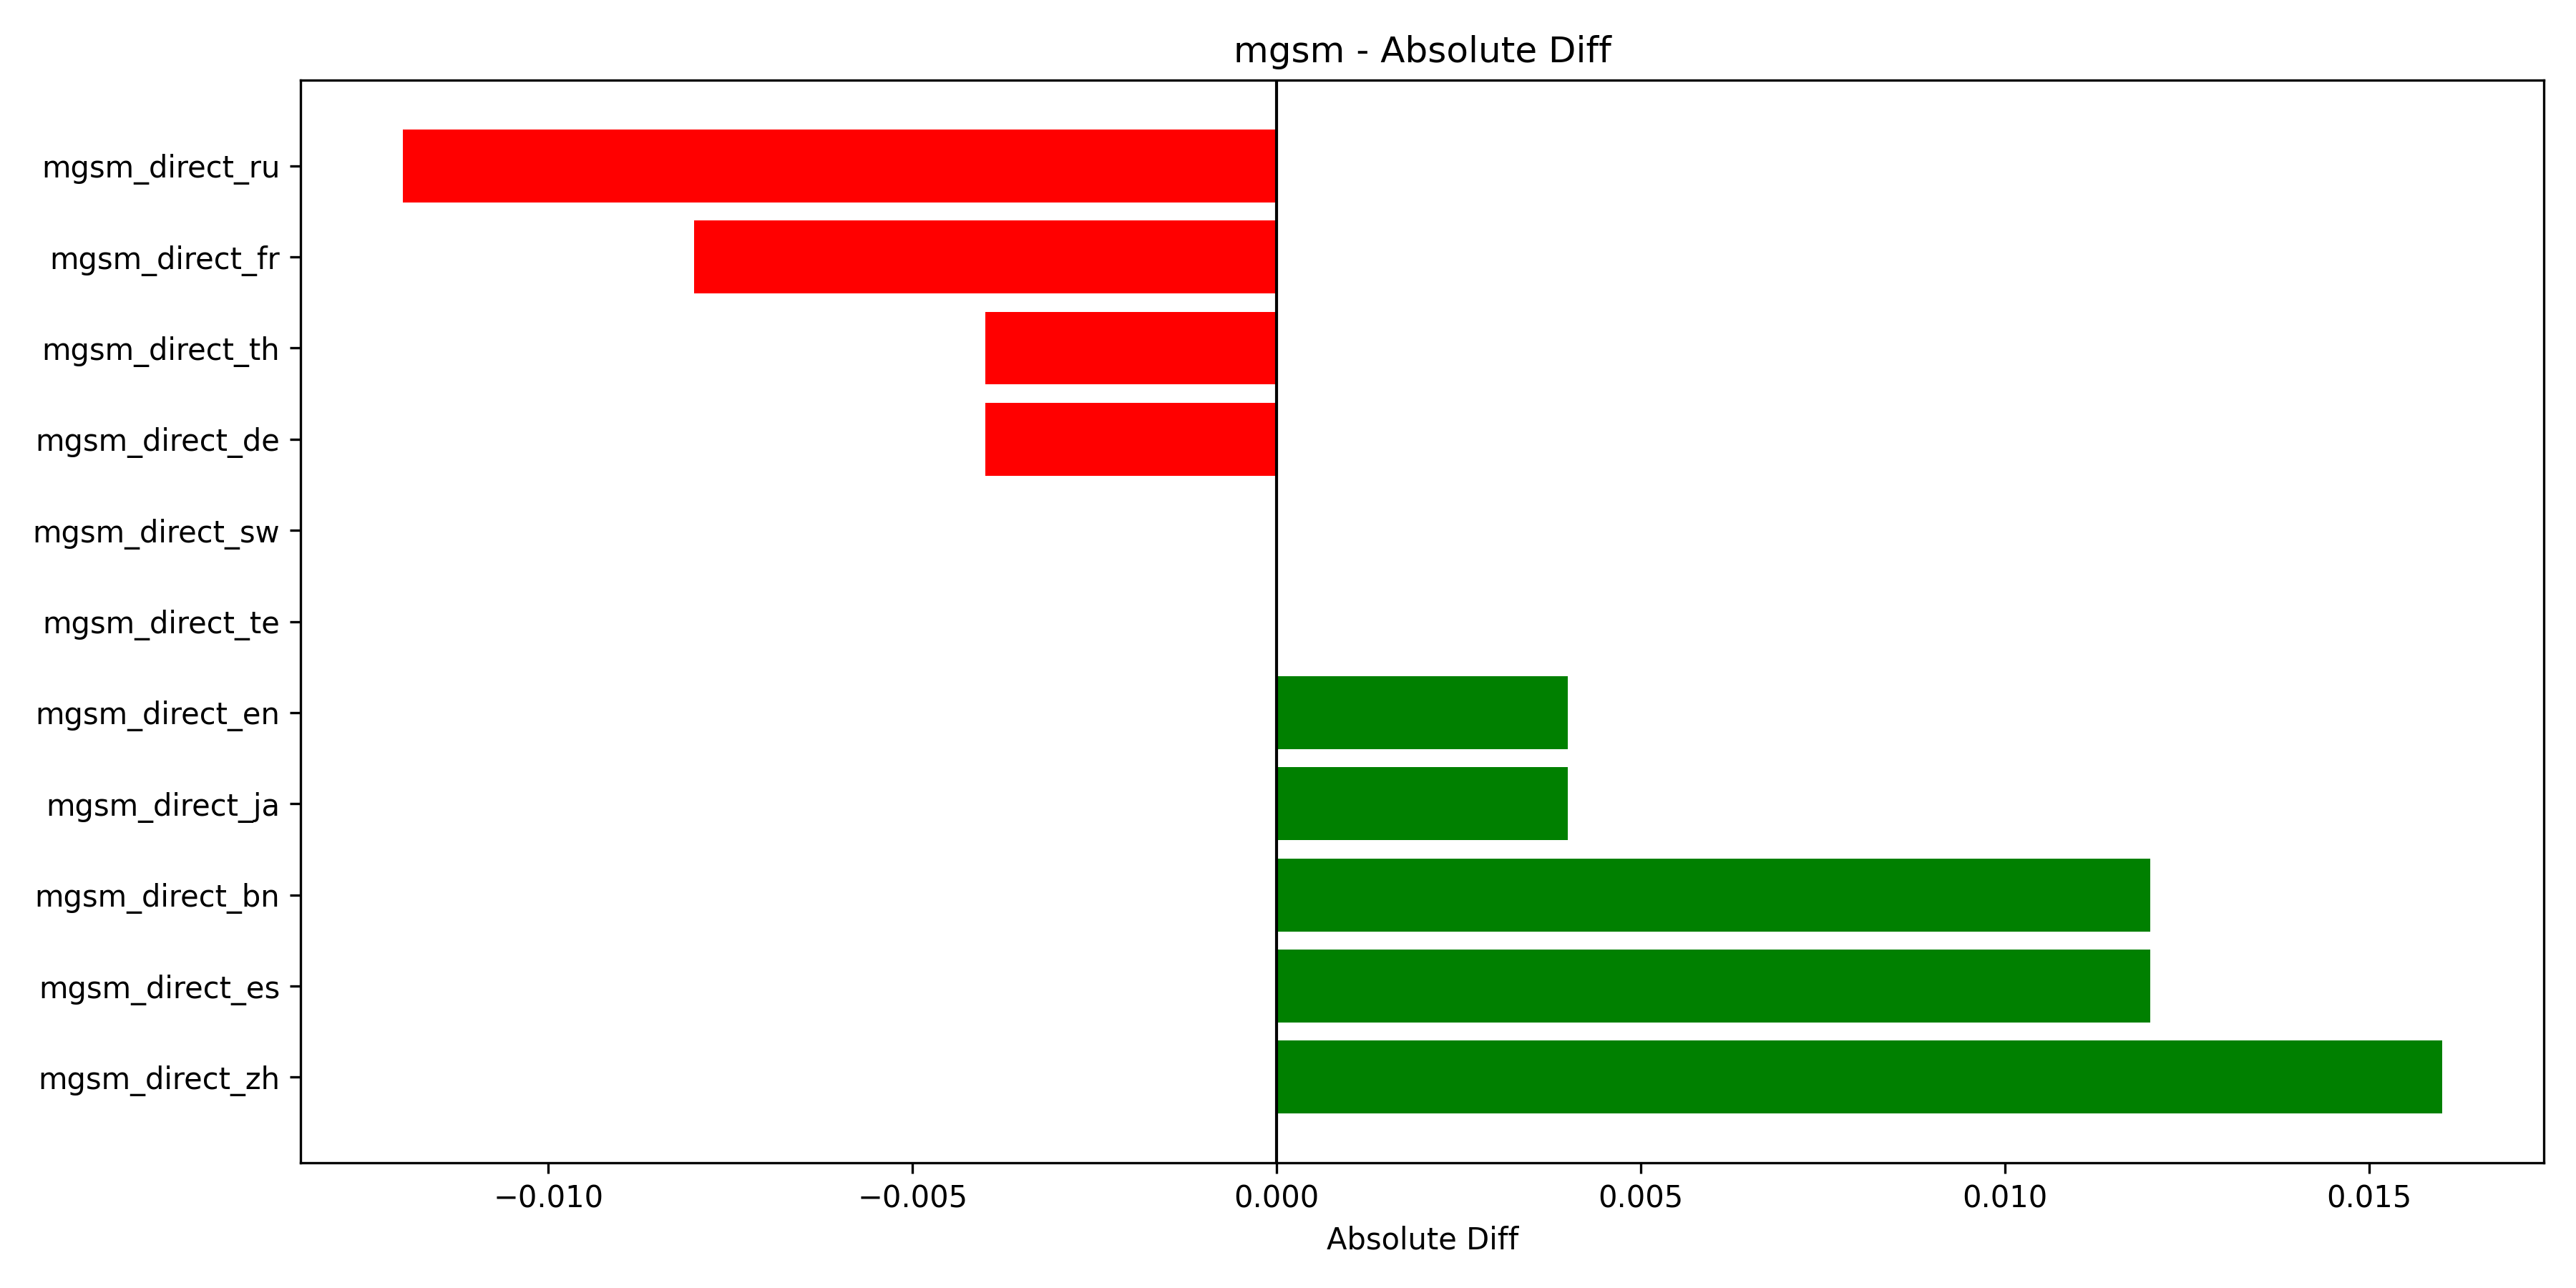 mgsm - Absolute Diff
mgsm_direct_ru
mgsm_direct_fr
mgsm_direct_th
mgsm_direct_de
mgsm_direct_sw
mgsm_direct_te
mgsm_direct_en
mgsm_direct_ja
mgsm_direct_bn
mgsm_direct_es
mgsm_direct_zh
−0.010 −0.005 0.000 0.005 0.010 0.015
Absolute Diff